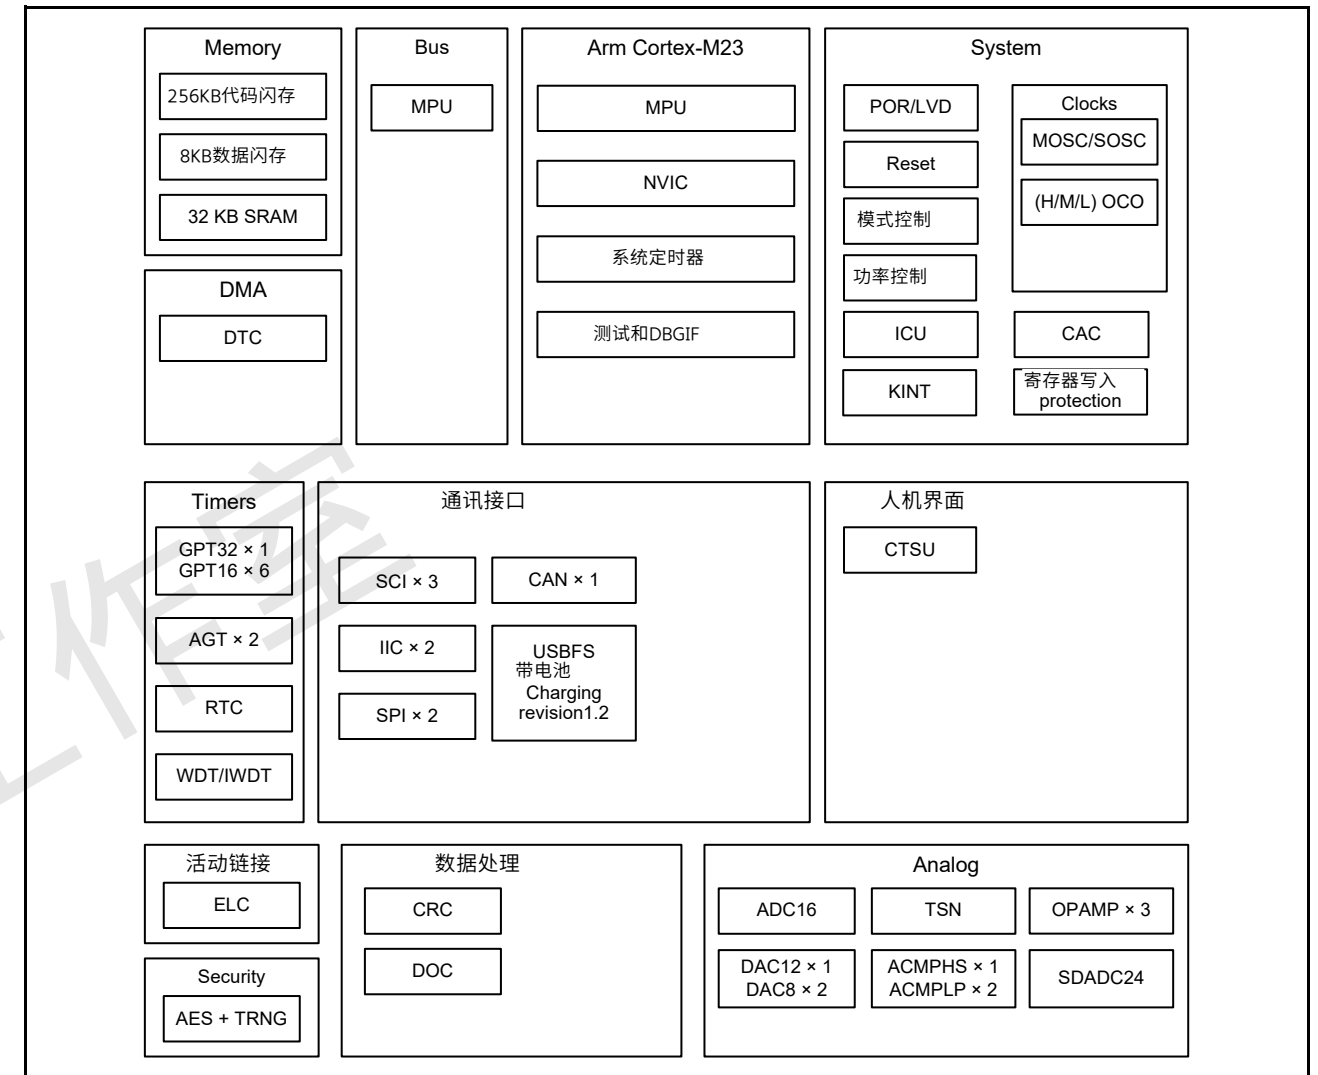 Memory
256KB代码闪存
8KB数据闪存
32 KB SRAM
DMA
DTC
Bus
MPU
Arm Cortex-M23
MPU
NVIC
系统定时器
测试和DBGIF
System
POR/LVD
Reset
模式控制
功率控制
ICU
KINT
Clocks
MOSC/SOSC
(H/M/L) OCO
CAC
寄存器写入
protection
Timers
GPT32 × 1
GPT16 × 6
AGT × 2
RTC
WDT/IWDT
通讯接口
SCI × 3
IIC × 2
SPI × 2
CAN × 1
USBFS
带电池
Charging
revision1.2
人机界面
CTSU
活动链接
ELC
Security
AES + TRNG
数据处理
CRC
DOC
Analog
ADC16
TSN
OPAMP × 3
DAC12 × 1
DAC8 × 2
ACMPHS × 1
ACMPLP × 2
SDADC24
工作室